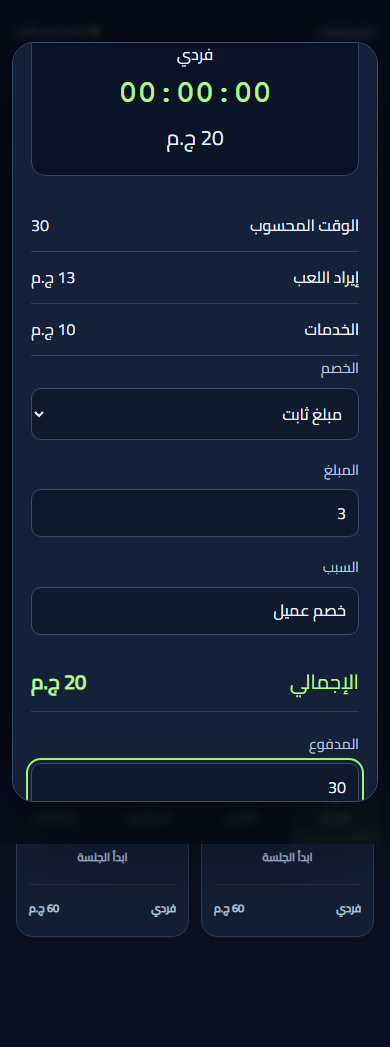 فردي
00:00:00
20 ج.م
الوقت المحسوب 30
إيراد اللعب 13 ج.م
الخدمات 10 ج.م
الخصم
مبلغ ثابت
المبلغ
3
السبب
خصم عميل
الإجمالي 20 ج.م
المدفوع
30
ابدأ الجلسة ابدأ الجلسة
فردي 60 ج.م فردي 60 ج.م